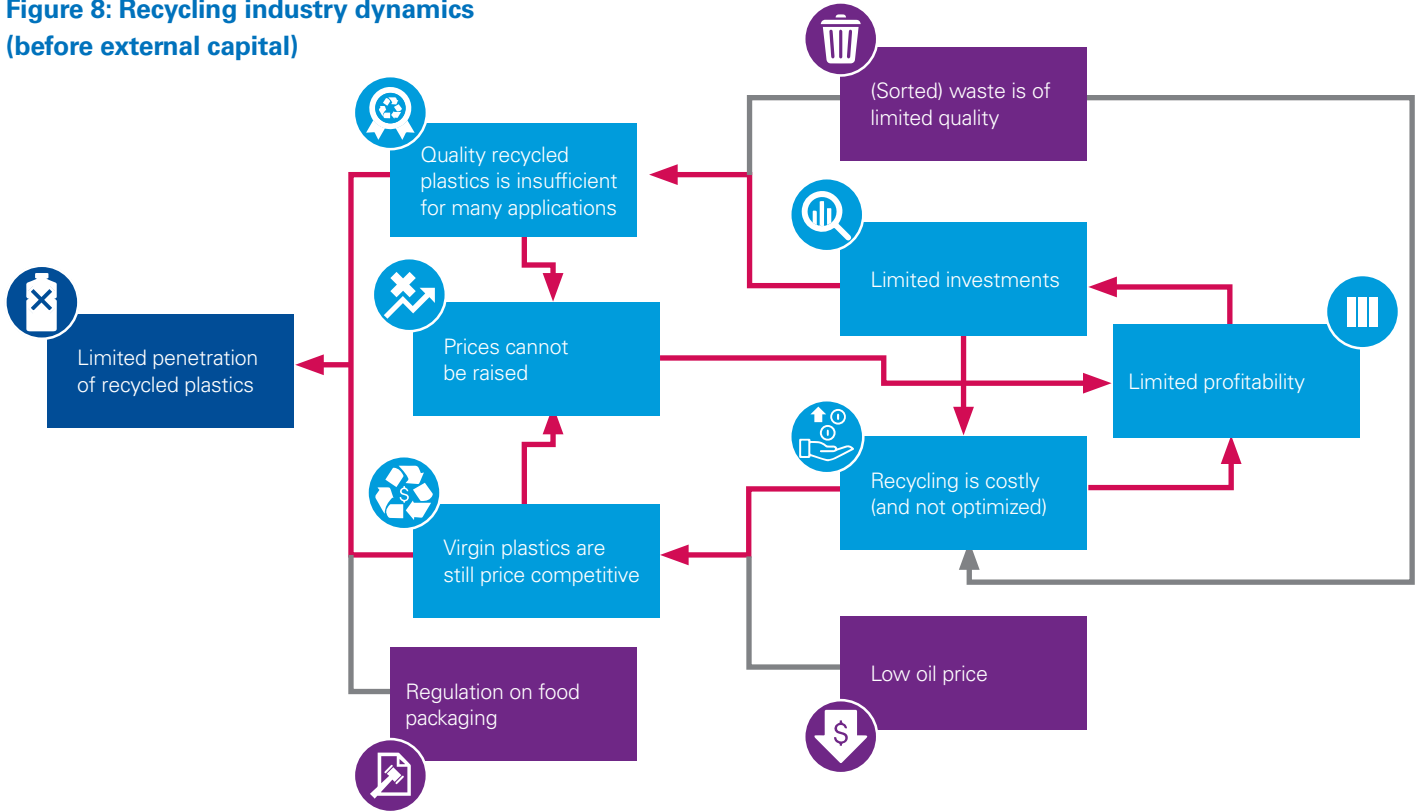 Figure 8: Recycling industry dynamics
(before external capital)
(Sorted) waste is of
limited quality
Quality recycled
plastics is insufficient
for many applications
Limited investments
Prices cannot
be raised
Limited penetration
of recycled plastics
Limited profitability
Recycling is costly
(and not optimized)
Virgin plastics are
still price competitive
$
Low oil price
$
Regulation on food
packaging